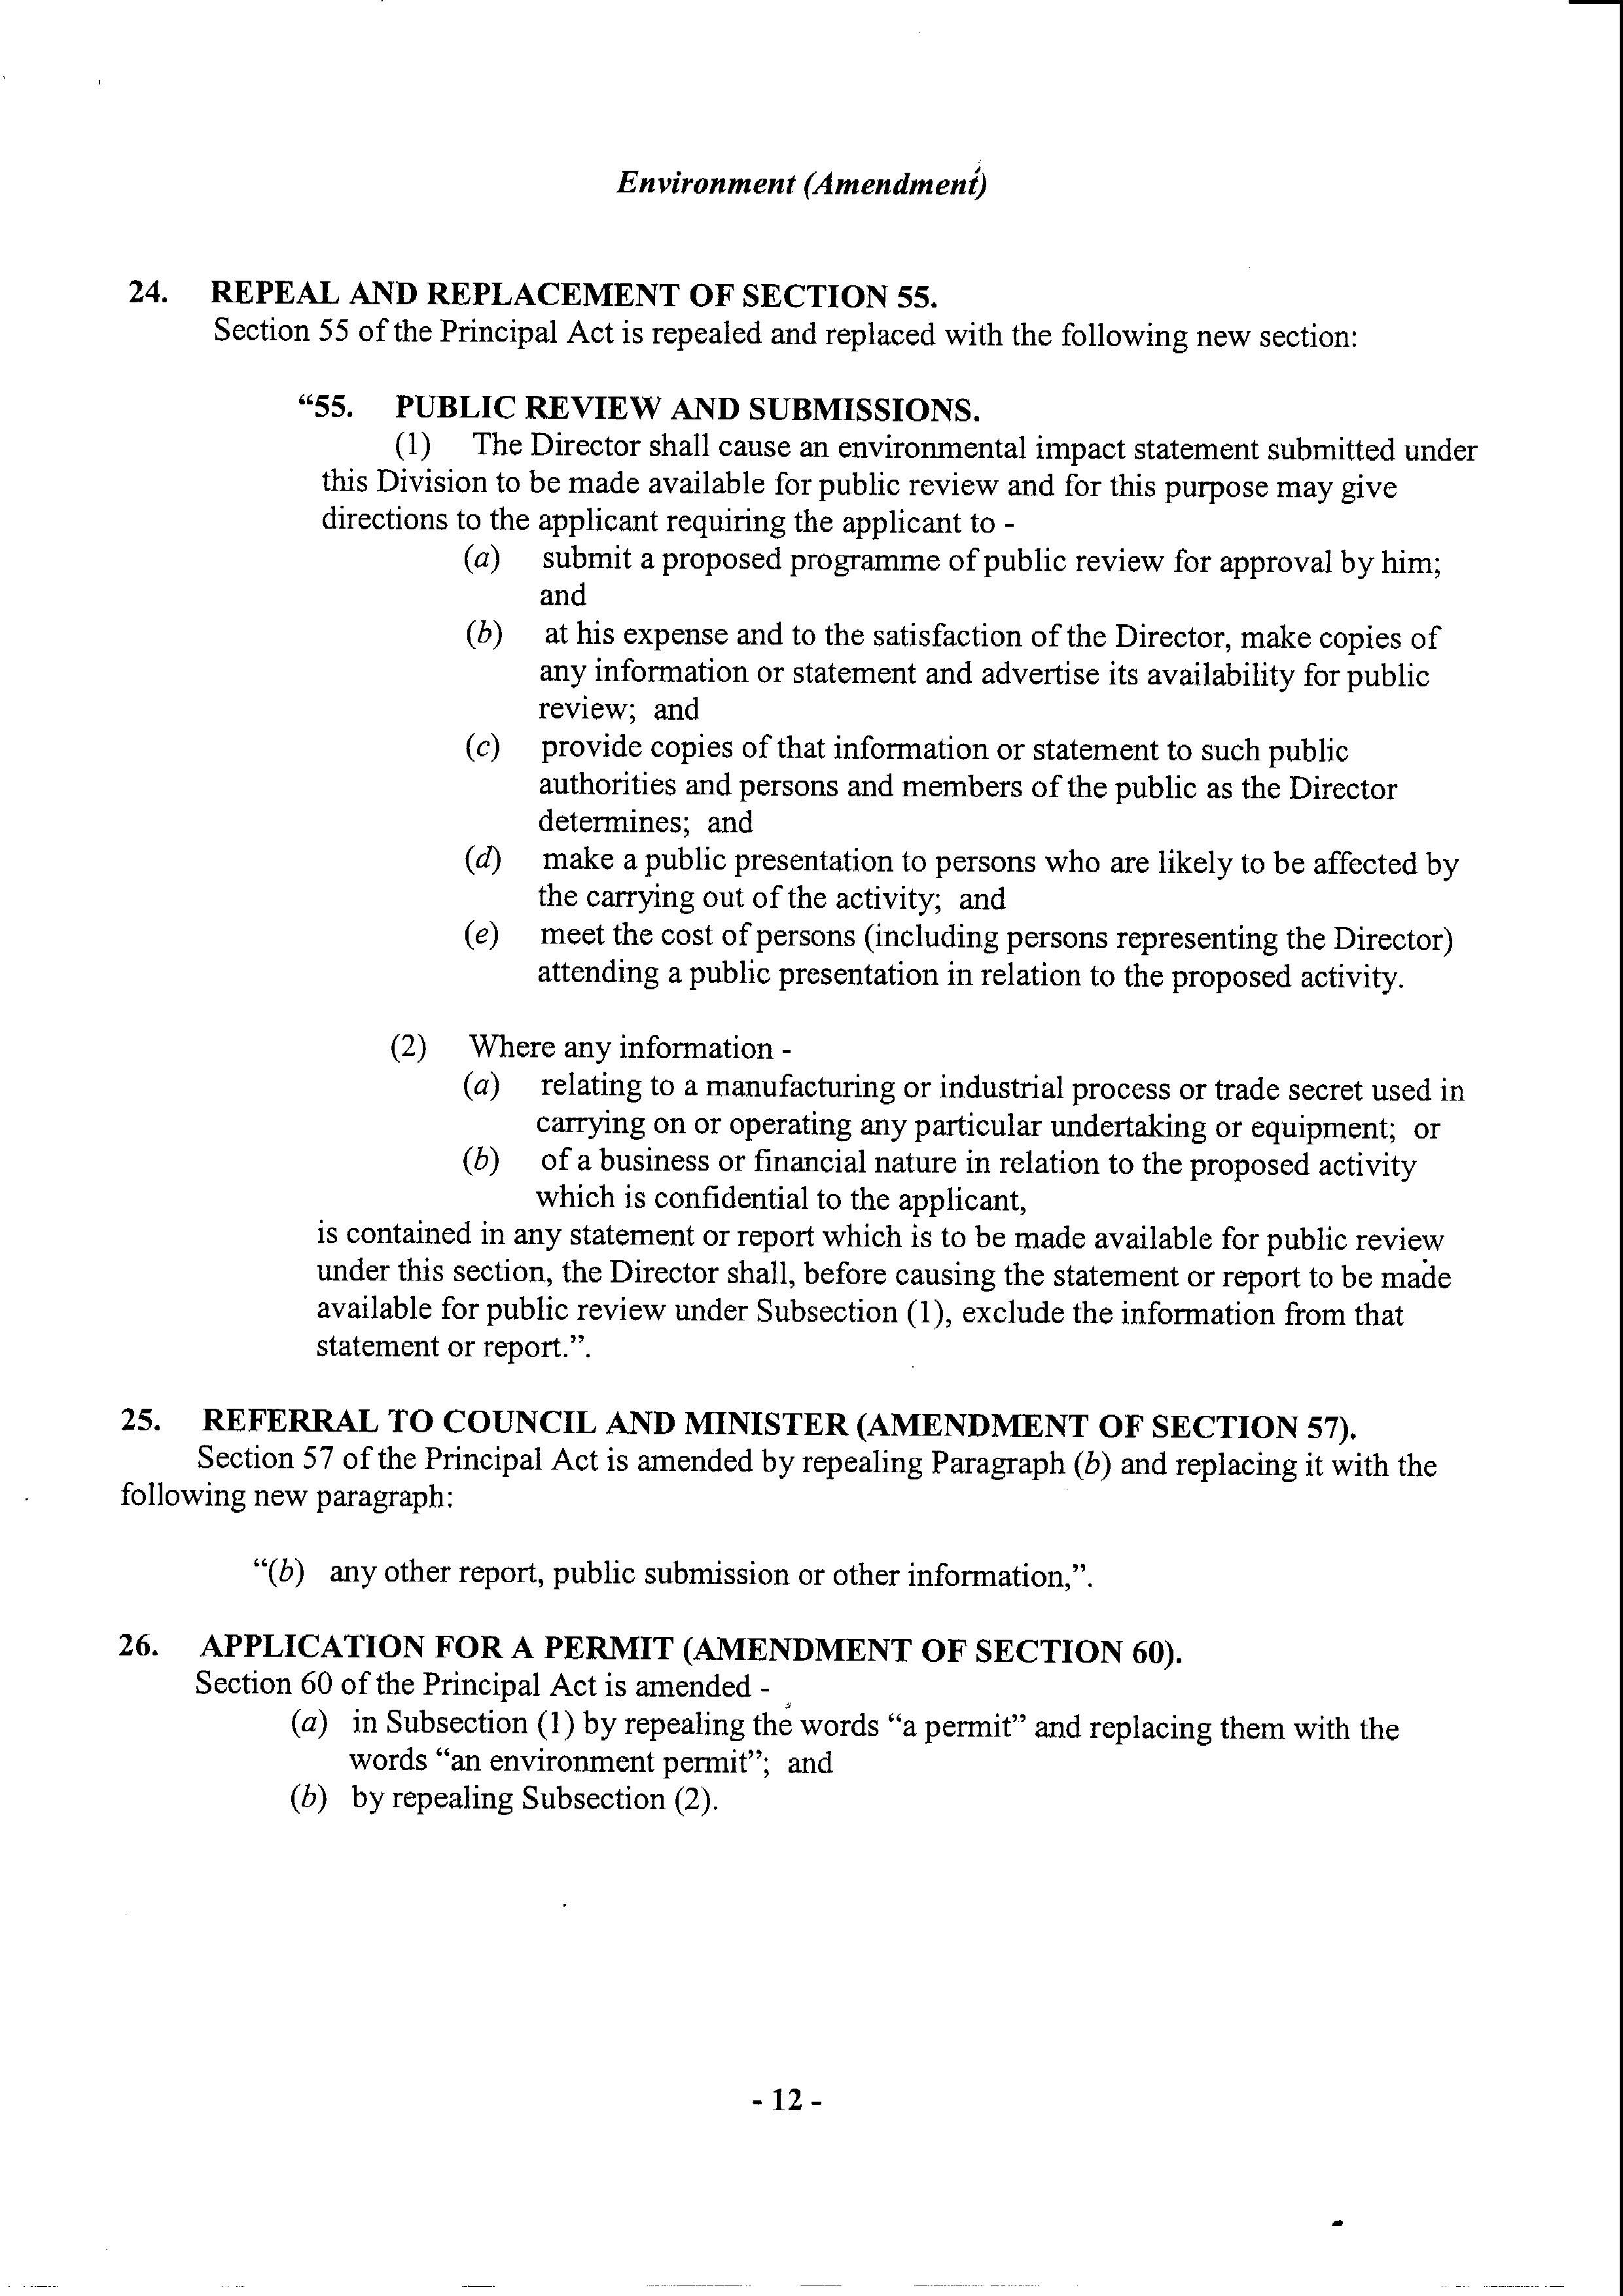 Environment (Amendment)
24. REPEAL AND REPLACEMENT OF SECTION 55.
Section 55 of the Principal Act is repealed and replaced with the following new section:
“55. PUBLIC REVIEW AND SUBMISSIONS.
(1) The Director shall cause an environmental impact statement submitted under
this Division to be made available for public review and for this purpose may give
directions to the applicant requiring the applicant to -
(a) submit a proposed programme of public review for approval by him;
and
(b) at his expense and to the satisfaction of the Director, make copies of
any information or statement and advertise its availability for public
review; and
(c) provide copies of that information or statement to such public
authorities and persons and members of the public as the Director
determines; and
(d) make a public presentation to persons who are likely to be affected by
the carrying out of the activity; and
(e) meet the cost of persons (including persons representing the Director)
attending a public presentation in relation to the proposed activity.
(2) Where any information -
(a) relating to a manufacturing or industrial process or trade secret used in
carrying on or operating any particular undertaking or equipment; or
(b) of a business or financial nature in relation to the proposed activity
which is confidential to the applicant,
is contained in any statement or report which is to be made available for public review
under this section, the Director shall, before causing the statement or report to be made
available for public review under Subsection (1), exclude the information from that
statement or report.”.
25. REFERRAL TO COUNCIL AND MINISTER (AMENDMENT OF SECTION 57).
Section 57 of the Principal Act is amended by repealing Paragraph (b) and replacing it with the
following new paragraph:
“(b) any other report, public submission or other information,”.
26. APPLICATION FOR A PERMIT (AMENDMENT OF SECTION 60).
Section 60 of the Principal Act is amended -
(a) in Subsection (1) by repealing the words “a permit” and replacing them with the
words “an environment permit”; and
(b) by repealing Subsection (2).
- 12 -